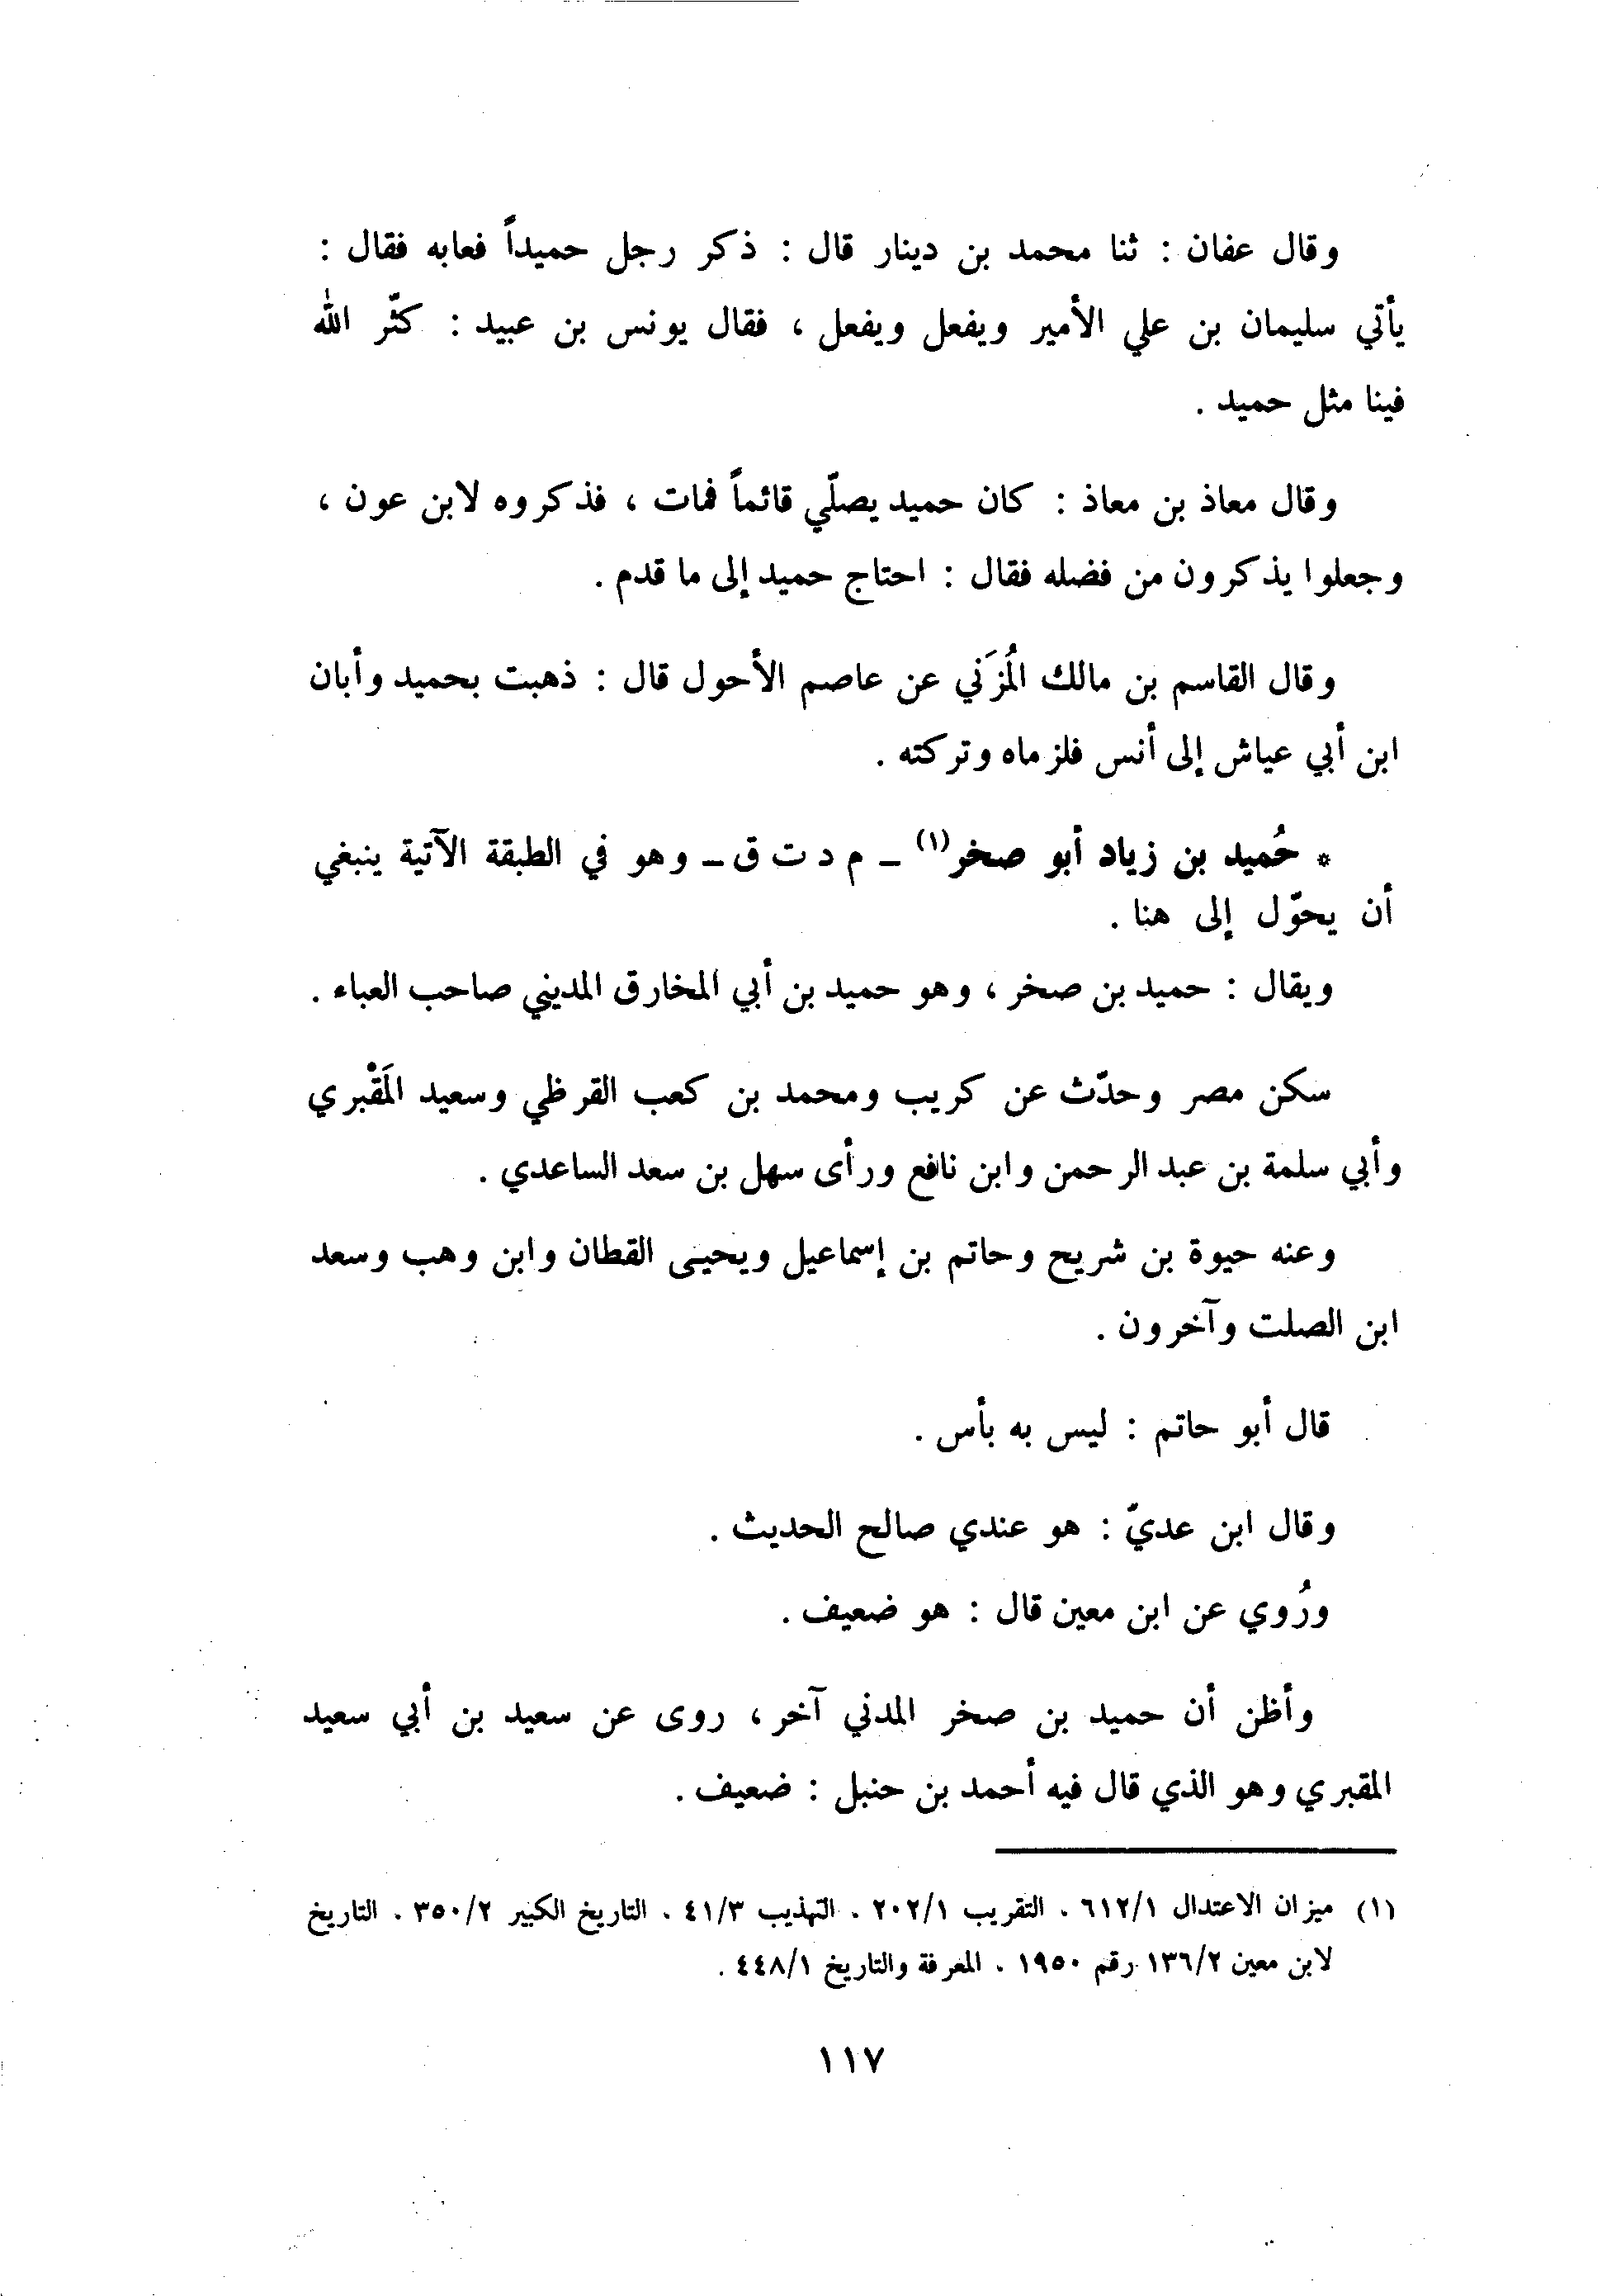 وقال عفان : ثنا محمد بن دينار قال : ذكر رجل حميداً فعابه فقال :
يأتي سليمان بن علي الأمير ويفعل ويفعل ، فقال يونس بن عبيد : كثّر الله
فينا مثل حميد .
وقال معاذ بن معاذ : كان حميد يصلّي قائماً فمات ، فذكروه لابن عون ،
وجعلوا يذكرون من فضله فقال : احتاج حميد إلى ما قدم .
وقال القاسم بن مالك المُزَني عن عاصم الأحول قال : ذهبت بحميد وأبان
ابن أبي عياش إلى أنس فلزماه وتركته .
* حُميد بن زياد أبو صخر(١) ـ م د ت ق ـ وهو في الطبقة الآتية ينبغي
أن يحوّل إلى هنا .
ويقال : حميد بن صخر ، وهو حميد بن أبي المخارق المديني صاحب العباء .
سكن مصر وحدّث عن كريب ومحمد بن كعب القرظي وسعيد المَقْبري
وأبي سلمة بن عبد الرحمن وابن نافع ورأى سهل بن سعد الساعدي .
وعنه حيوة بن شريح وحاتم بن إسماعيل ويحيى القطان وابن وهب وسعد
ابن الصلت وآخرون .
قال أبو حاتم : ليس به بأس .
وقال ابن عديّ : هو عندي صالح الحديث .
ورُوي عن ابن معين قال : هو ضعيف .
وأظن أن حميد بن صخر المدني آخر ، روى عن سعيد بن أبي سعيد
المقبري وهو الذي قال فيه أحمد بن حنبل : ضعيف .
(١) ميزان الاعتدال ٦١٢/١ . التقريب ٢٠٢/١ . التهذيب ٤١/٣ . التاريخ الكبير ٣٥٠/٢ . التاريخ
لابن معين ١٣٦/٢ رقم ١٩٥٠ . المعرفة والتاريخ ٤٤٨/١ .
١١٧